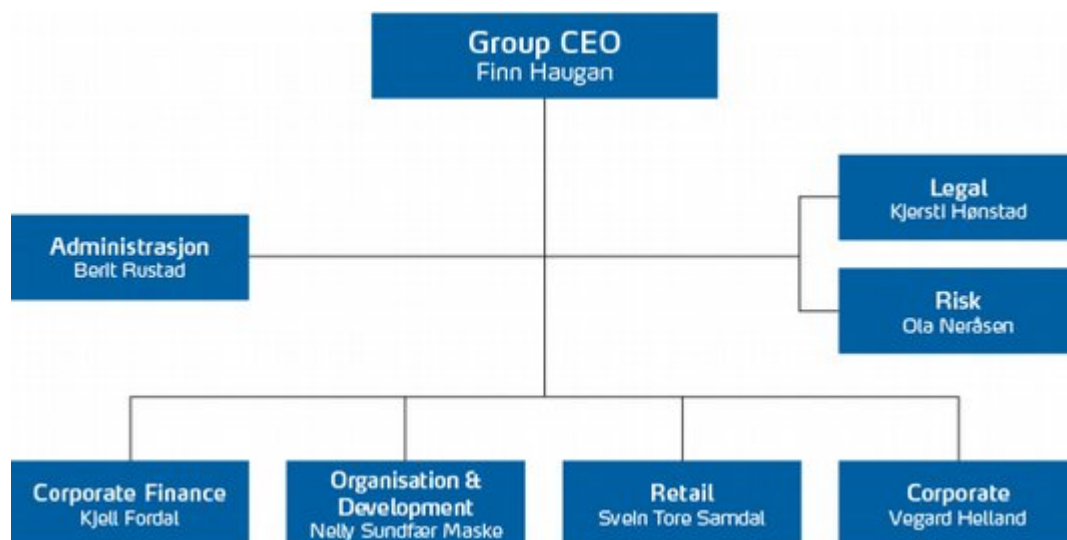 Group CEO
Finn Haugan
Legal
Kjersti Hønstad
Administrasjon
Berit Rustad
Risk
Ola Neråsen
Corporate Finance
Kjell Fordal
Organisation &
Development
Nelly Sundfær Maske
Retail
Svein Tore Samdal
Corporate
Vegard Helland